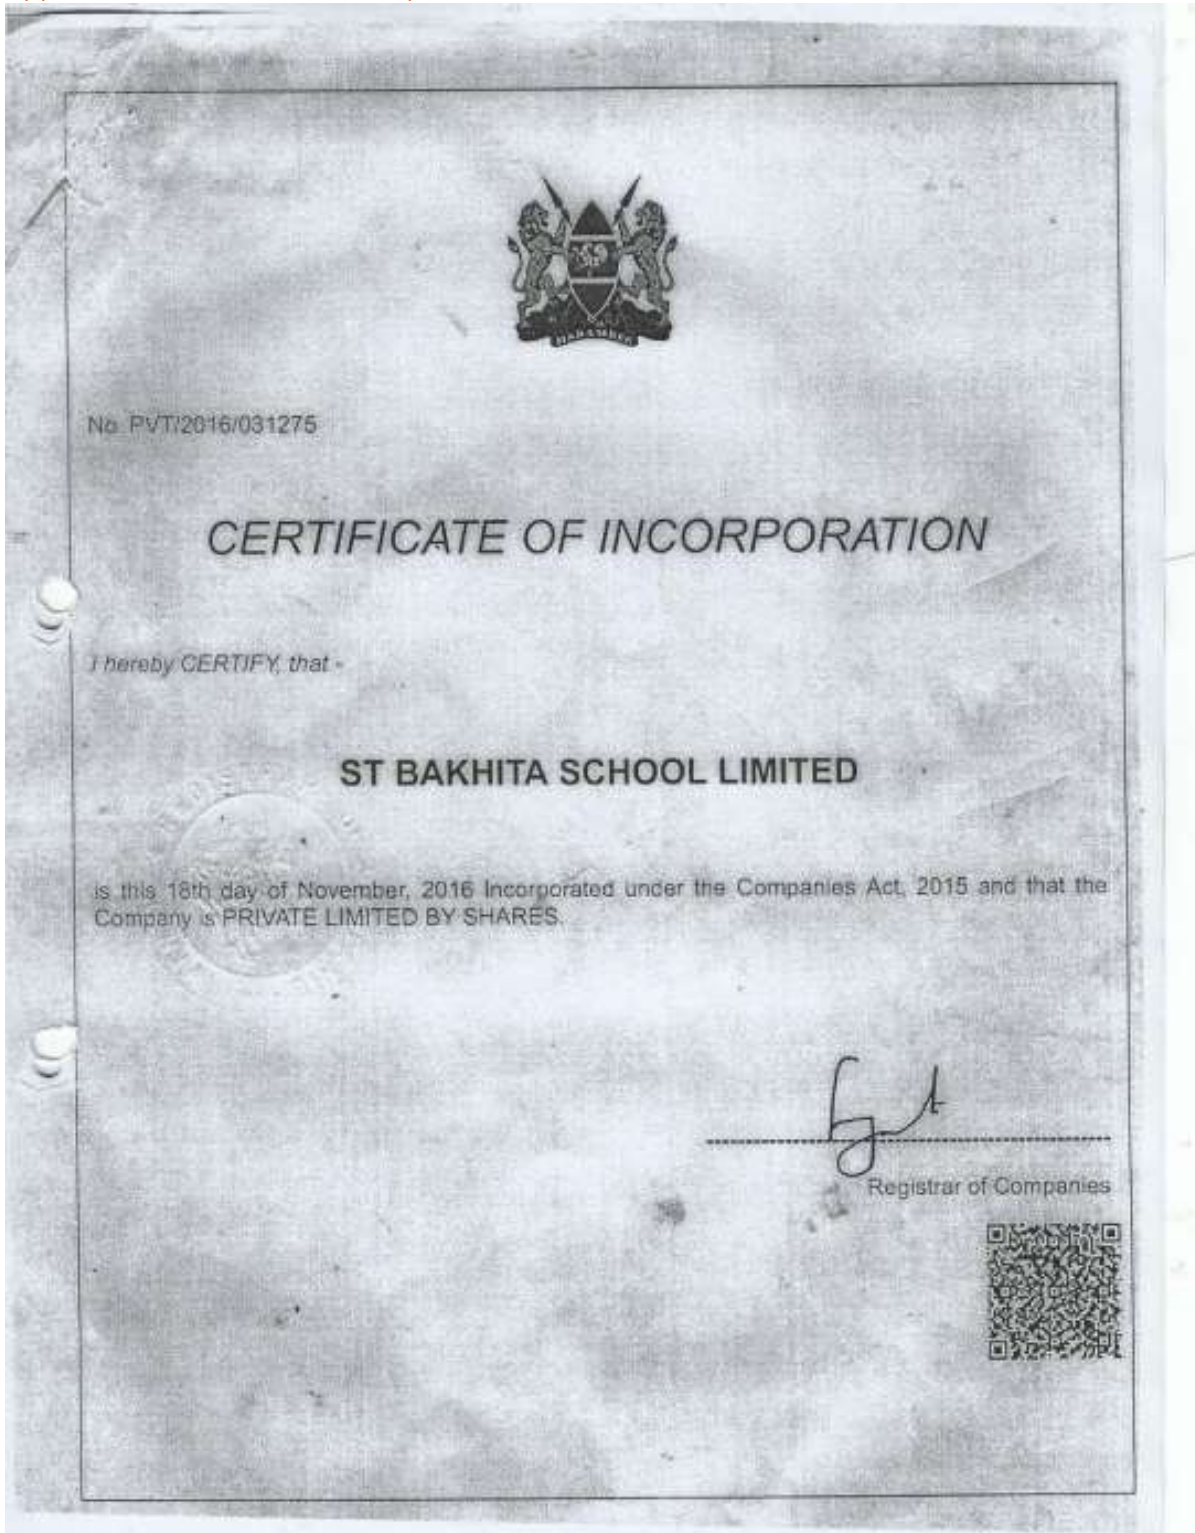 HARAMBEE
No. PVT/2016/031275
CERTIFICATE OF INCORPORATION
I hereby CERTIFY, that -
ST BAKHITA SCHOOL LIMITED
is this 18th day of November, 2016 Incorporated under the Companies Act, 2015 and that the
Company is PRIVATE LIMITED BY SHARES.
Registrar of Companies